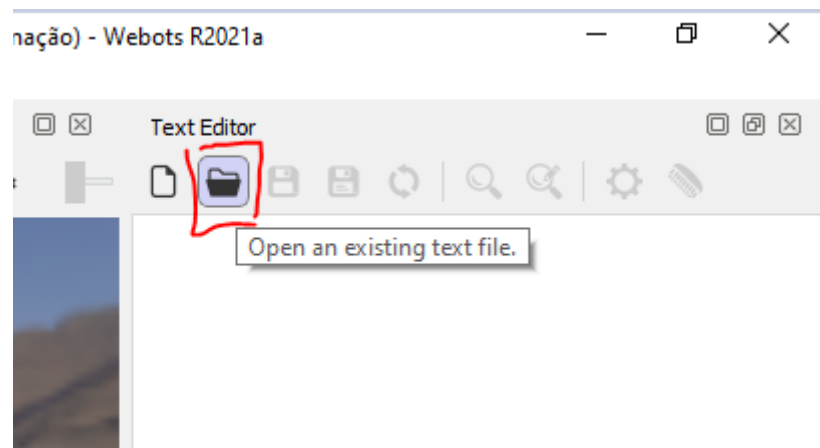 nação) - Webots R2021a
Text Editor
Open an existing text file.